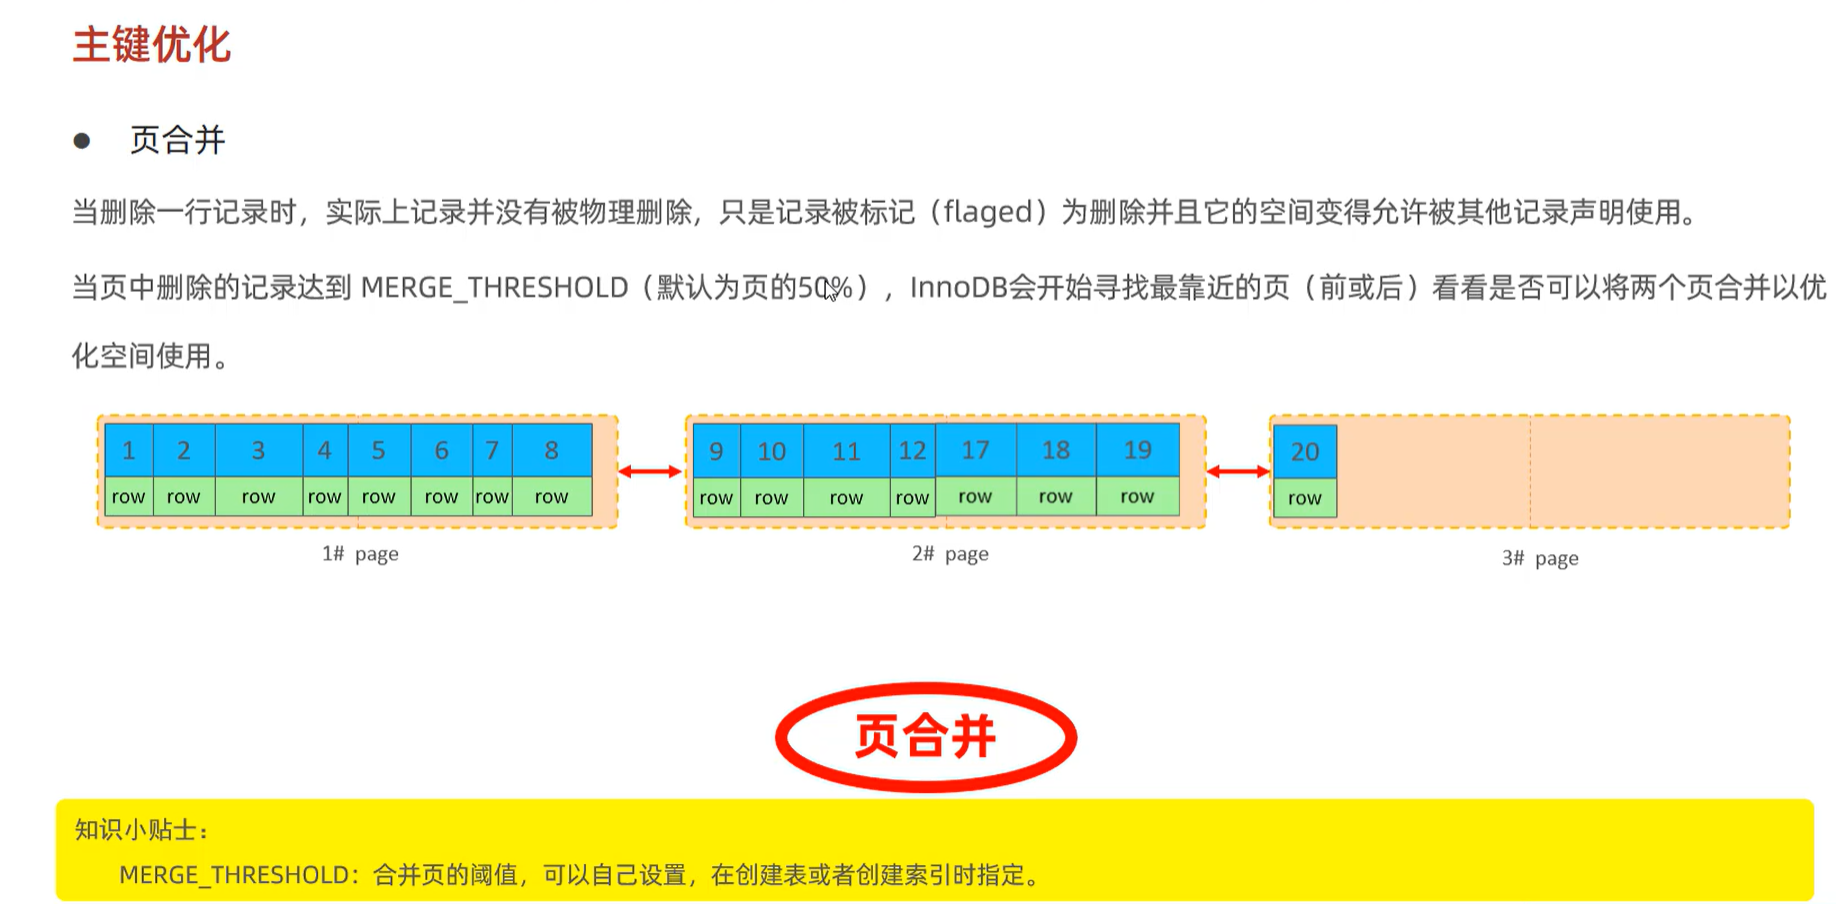 主键优化
● 页合并
当删除一行记录时，实际上记录并没有被物理删除，只是记录被标记（flaged）为删除并且它的空间变得允许被其他记录声明使用。
当页中删除的记录达到 MERGE_THRESHOLD（默认为页的50%），InnoDB会开始寻找最靠近的页（前或后）看看是否可以将两个页合并以优
化空间使用。
1 2 3 4 5 6 7 8
row row row row row row row row
1# page
9 10 11 12 17 18 19
row row row row row row row
2# page
20
row
3# page
页合并
知识小贴士：
MERGE_THRESHOLD：合并页的阈值，可以自己设置，在创建表或者创建索引时指定。